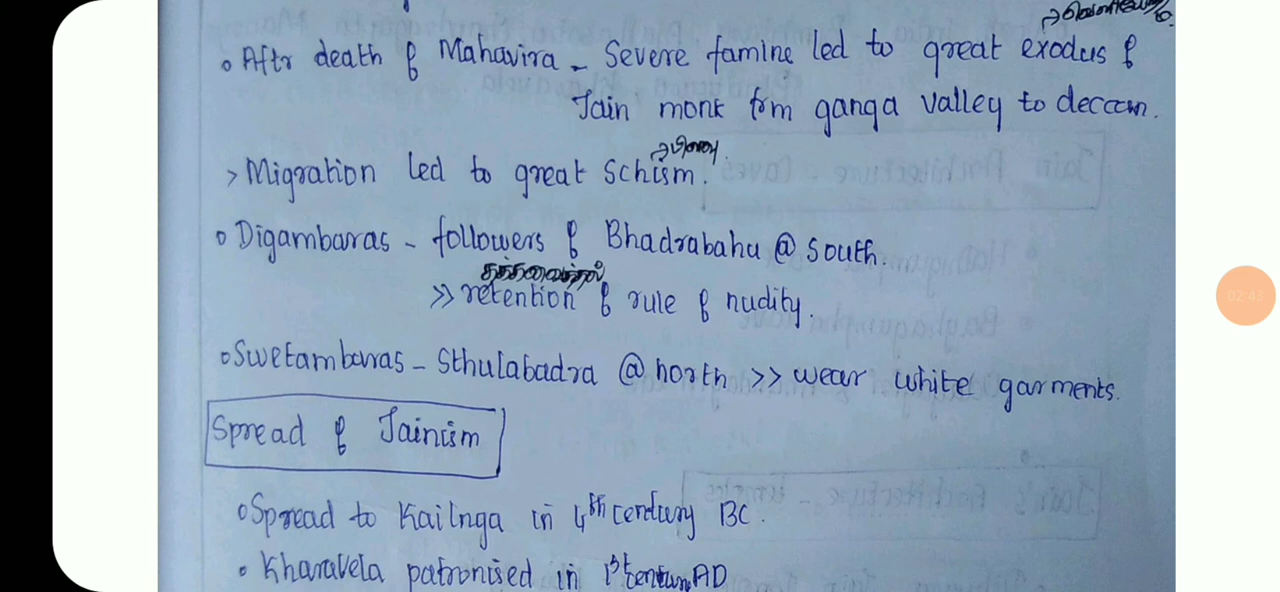 • Aftr death of Mahavira - Severe famine led to great exodus of
Jain monk frm ganga valley to deccan.
> Migration led to great Schism.
• Digambaras - followers of Bhadrabahu @ South.
>> retention of rule of nudity.
• Swetambaras - Sthulabadra @ north >> wear white garments.
Spread of Jainism
• Spread to Kailnga in 4th century BC.
• Kharavela patronised in 1st century AD
02:43